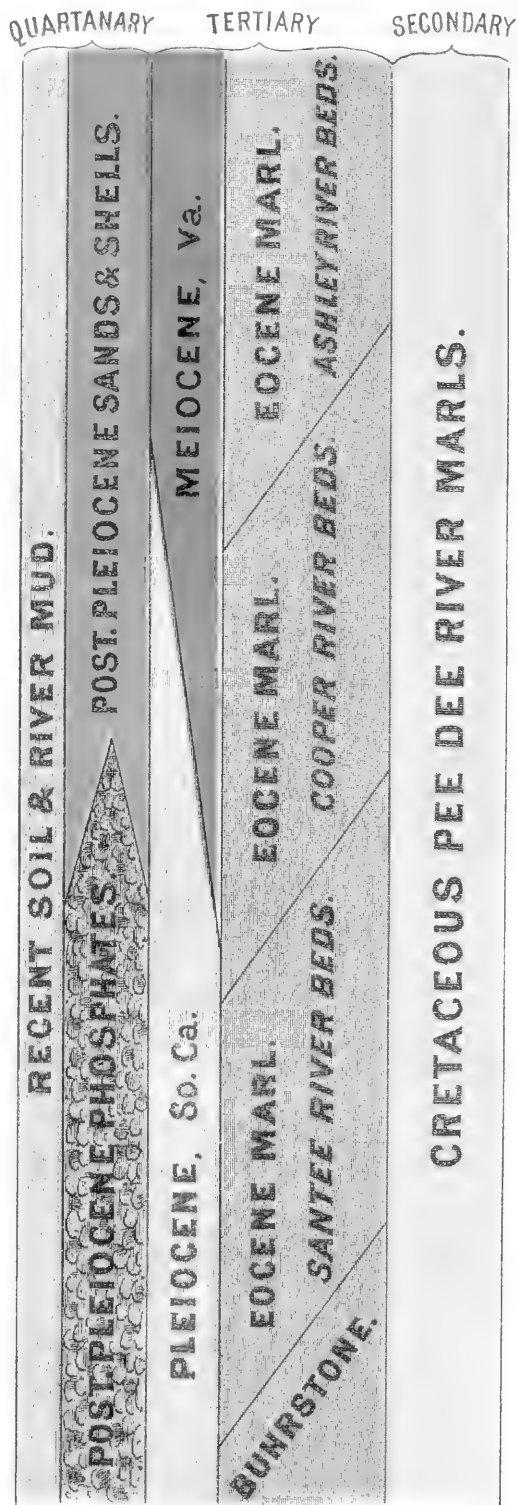 QUARTANARY
TERTIARY
SECONDARY
RECENT SOIL & RIVER MUD.
POST.PLEIOCENE PHOSPHATES
POST.PLEIOCENE SANDS & SHELLS.
PLEIOCENE, So. Ca.
MEIOCENE, Va.
BUHRSTONE.
EOCENE MARL.
SANTEE RIVER BEDS.
EOCENE MARL.
COOPER RIVER BEDS.
EOCENE MARL.
ASHLEY RIVER BEDS.
CRETACEOUS PEE DEE RIVER MARLS.